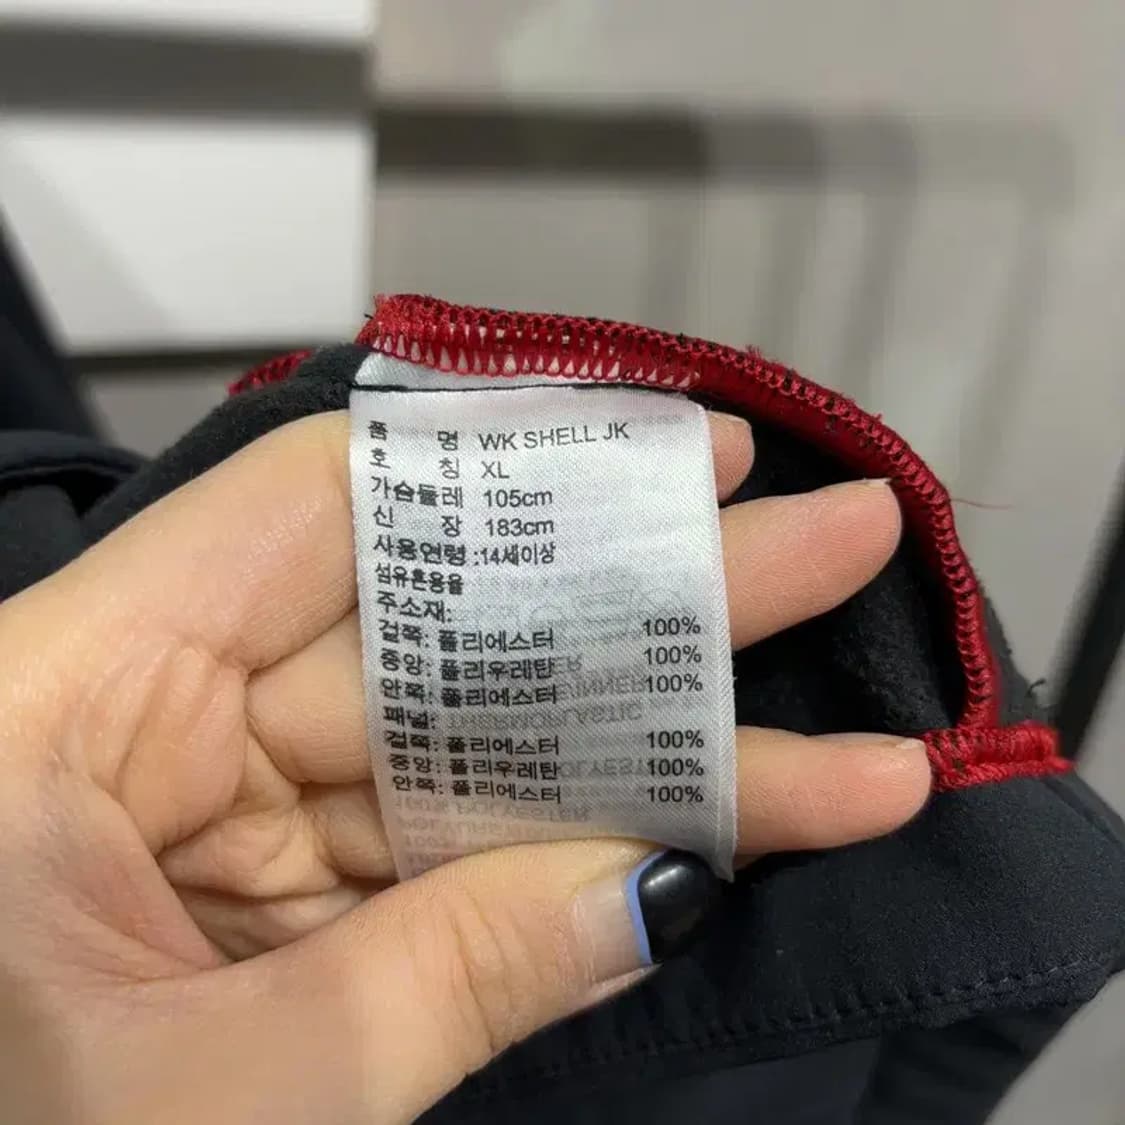 품 명 WK SHELL JK
호 칭 XL
가슴둘레 105cm
신 장 183cm
사용연령 :14세이상
섬유혼용율
주소재:
겉쪽: 폴리에스터 100%
중앙: 폴리우레탄 100%
안쪽: 폴리에스터 100%
패널:
겉쪽: 폴리에스터 100%
중앙: 폴리우레탄 100%
안쪽: 폴리에스터 100%